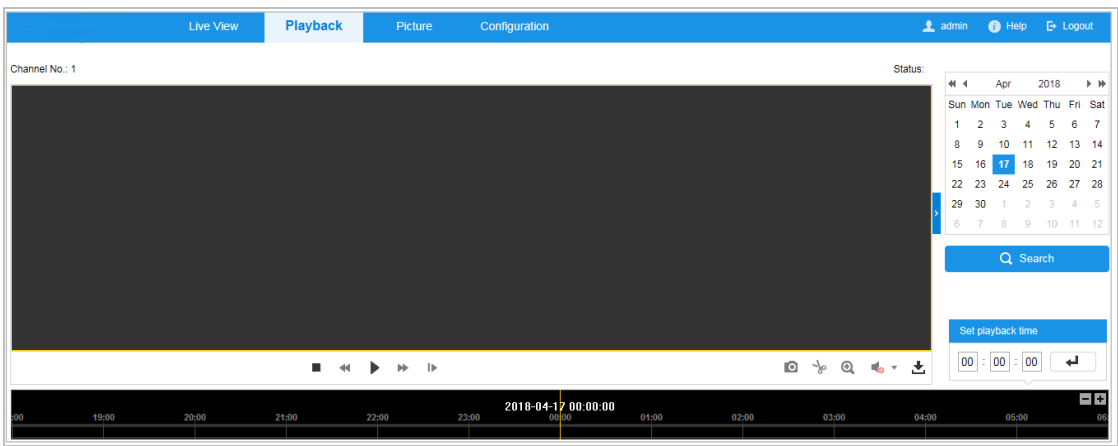 Live View Playback Picture Configuration admin Help Logout
Channel No.: 1 Status:
Apr 2018
Sun Mon Tue Wed Thu Fri Sat
1 2 3 4 5 6 7
8 9 10 11 12 13 14
15 16 17 18 19 20 21
22 23 24 25 26 27 28
29 30 1 2 3 4 5
6 7 8 9 10 11 12
Search
Set playback time
00 : 00 : 00
2018-04-17 00:00:00
:00 19:00 20:00 21:00 22:00 23:00 00:00 01:00 02:00 03:00 04:00 05:00 06: